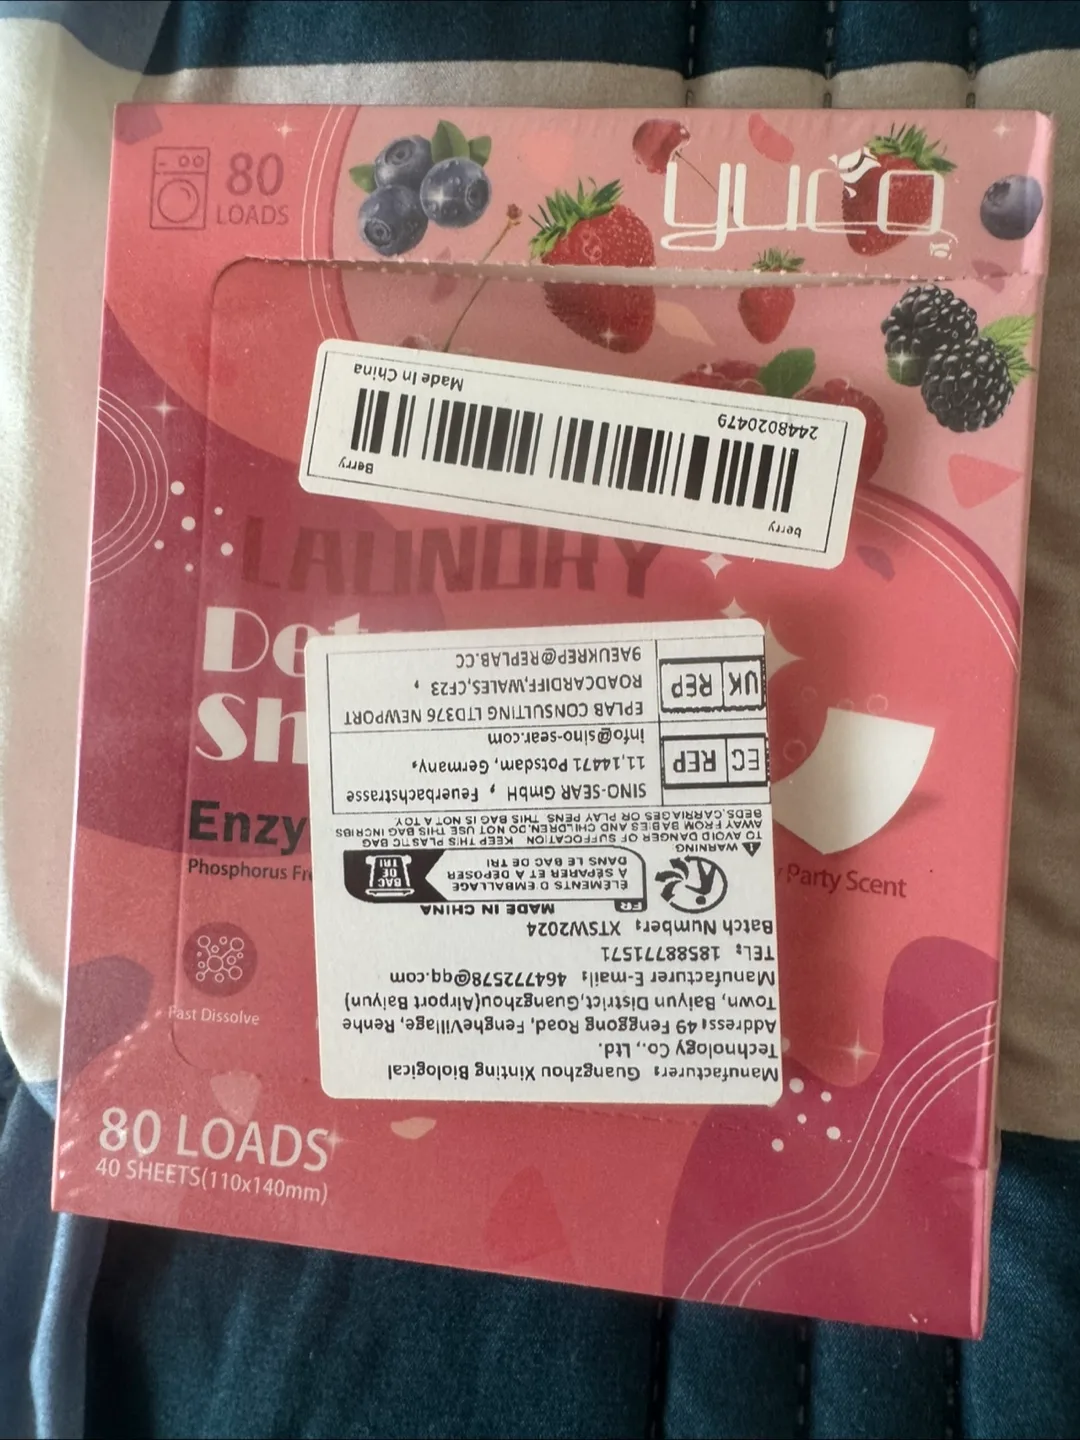 80
LOADS
yuco
Made In China
2448020479
Berry
berry
LAUNDRY
De
Sh
Enzy
Phosphorus Fr
Party Scent
Fast Dissolve
80 LOADS
40 SHEETS(110x140mm)
Manufacturer: Guangzhou Xinting Biological
Technology Co., Ltd.
Address: 49 Fenggong Road, FengheVillage, Renhe
Town, Baiyun District,Guangzhou(Airport Baiyun)
Manufacturer E-mail: 464772578@qq.com
TEL: 18588771571
Batch Number: XTSW2024
MADE IN CHINA
FR
ÉLÉMENTS D'EMBALLAGE
À SÉPARER ET À DÉPOSER
DANS LE BAC DE TRI
BAC
DE
TRI
WARNING
TO AVOID DANGER OF SUFFOCATION, KEEP THIS PLASTIC BAG
AWAY FROM BABIES AND CHILDREN.DO NOT USE THIS BAG INCRIBS
BEDS,CARRIAGES OR PLAY PENS, THIS BAG IS NOT A TOY
EC REP
SINO-SEAR GmbH , Feuerbachstrasse
11,14471 Potsdam, Germany,
info@sino-sear.com
UK REP
EPLAB CONSULTING LTD376 NEWPORT
ROADCARDIFF,WALES,CF23 ,
9AEUKREP@REPLAB.CC